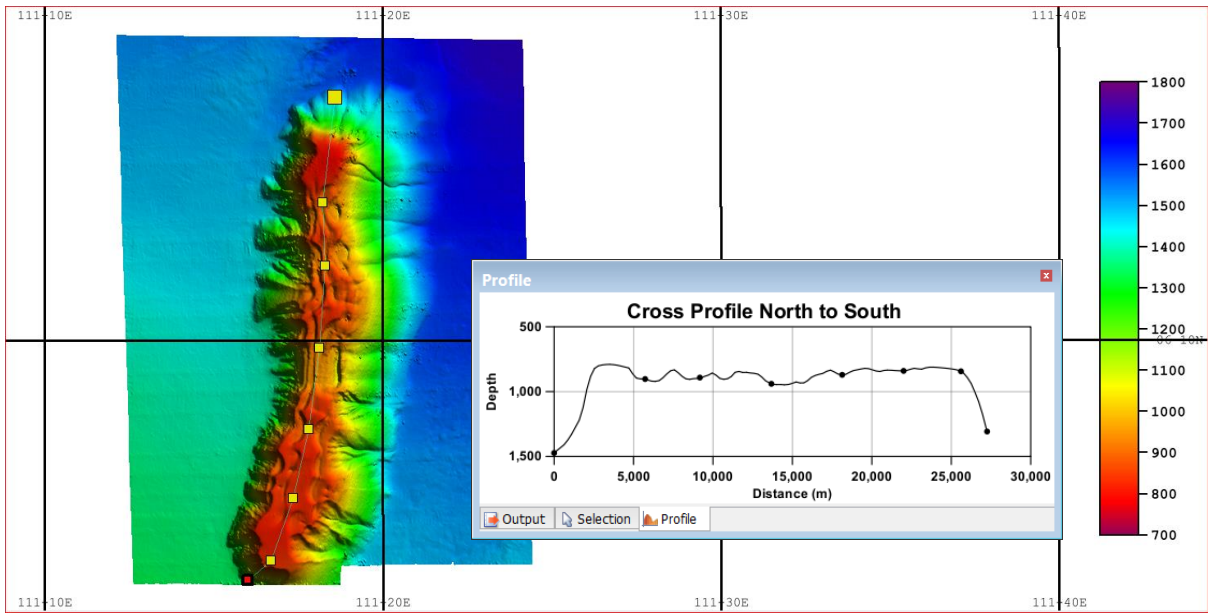 111+10E
111+20E
111+30E
111+40E
1800
1700
1600
1500
1400
1300
1200
1100
1000
900
800
700
Profile
Cross Profile North to South
500
1,000
1,500
Depth
0
5,000
10,000
15,000
20,000
25,000
30,000
Distance (m)
Output
Selection
Profile
111+10E
111+20E
111+30E
111+40E